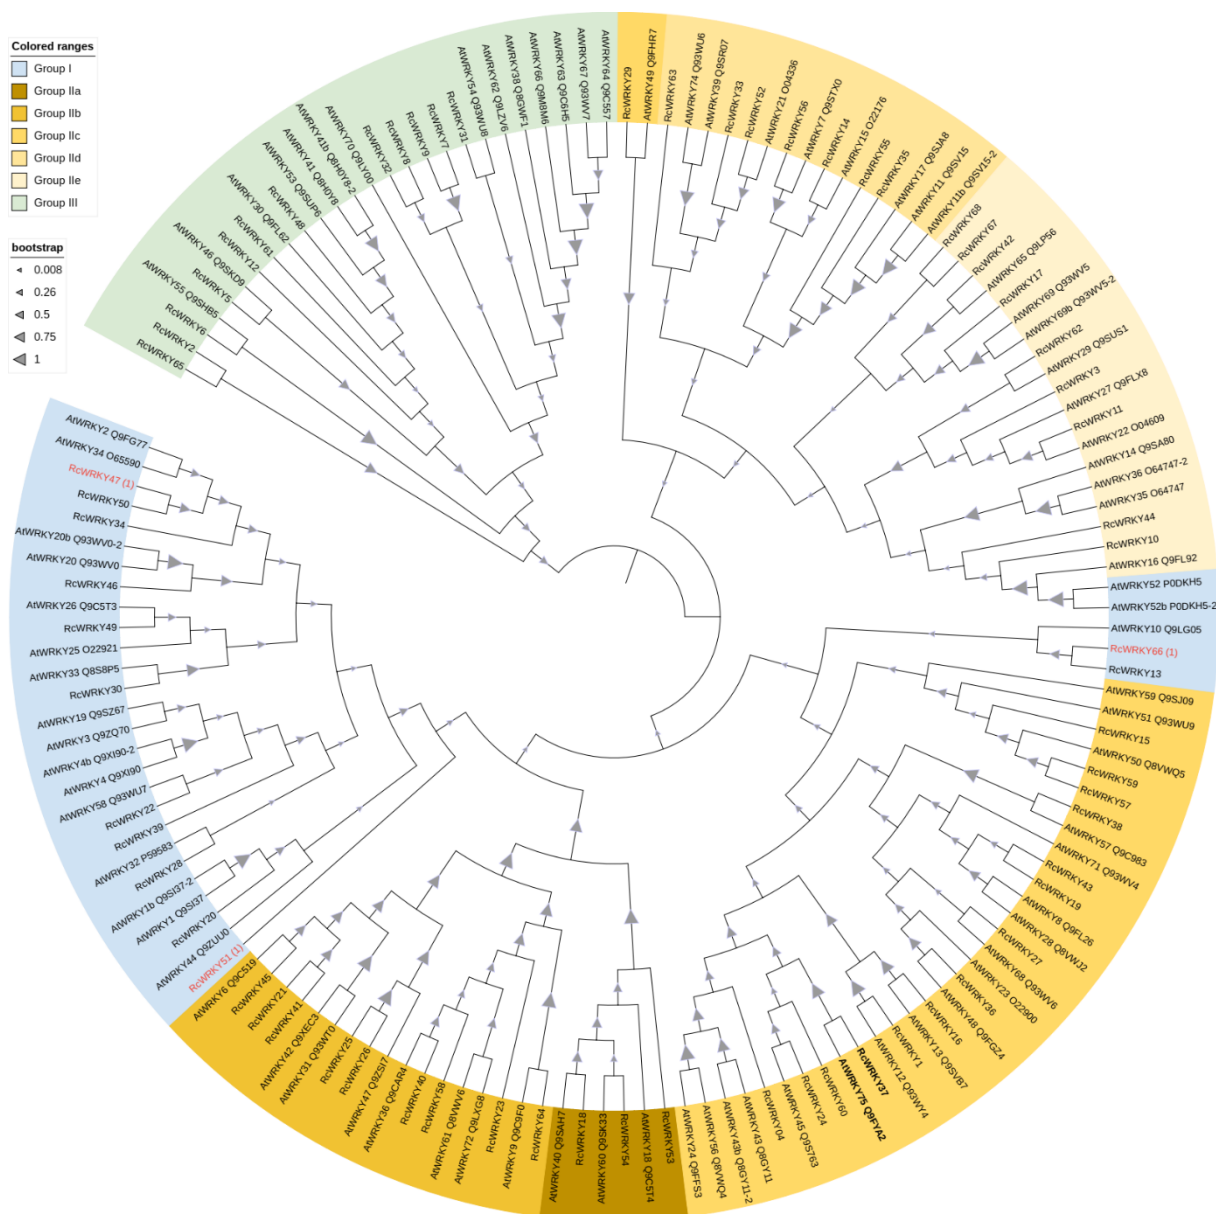 Colored ranges
Group I
Group IIa
Group IIb
Group IIc
Group IId
Group IIe
Group III
bootstrap
0.008
0.26
0.5
0.75
1
RcWRKY65
RcWRKY2
RcWRKY6
AtWRKY55 Q9SHB5
RcWRKY5
AtWRKY46 Q9SKD9
RcWRKY12
RcWRKY61
AtWRKY30 Q9FL62
RcWRKY48
AtWRKY53 Q9SUP6
AtWRKY41 Q8H0Y8
AtWRKY41b Q8H0Y8-2
AtWRKY70 Q9LY00
RcWRKY32
RcWRKY8
RcWRKY9
RcWRKY7
RcWRKY31
AtWRKY54 Q93WU8
AtWRKY62 Q9LZV6
AtWRKY38 Q8GWF1
AtWRKY66 Q9M8M6
AtWRKY63 Q9C6H5
AtWRKY67 Q93WV7
AtWRKY64 Q9C557
RcWRKY29
AtWRKY49 Q9FHR7
RcWRKY63
AtWRKY74 Q93WU6
AtWRKY39 Q9SR07
RcWRKY33
RcWRKY52
AtWRKY21 O04336
RcWRKY56
AtWRKY7 Q9STX0
RcWRKY14
AtWRKY15 O22176
RcWRKY55
RcWRKY35
AtWRKY17 Q9SJA8
AtWRKY11 Q9SV15
AtWRKY11b Q9SV15-2
RcWRKY68
RcWRKY67
RcWRKY42
AtWRKY65 Q9LP56
RcWRKY17
AtWRKY69 Q93WV5
AtWRKY69b Q93WV5-2
RcWRKY62
AtWRKY29 Q9SUS1
RcWRKY3
AtWRKY27 Q9FLX8
RcWRKY11
AtWRKY22 O04609
AtWRKY14 Q9SA80
AtWRKY36 O64747-2
AtWRKY35 O64747
RcWRKY44
RcWRKY10
AtWRKY16 Q9FL92
AtWRKY52 P0DKH5
AtWRKY52b P0DKH5-2
AtWRKY10 Q9LG05
RcWRKY66 (1)
RcWRKY13
AtWRKY59 Q9SJ09
AtWRKY51 Q93WU9
RcWRKY15
AtWRKY50 Q8VWQ5
RcWRKY59
RcWRKY57
RcWRKY38
AtWRKY57 Q9C983
AtWRKY71 Q93WV4
RcWRKY43
RcWRKY19
AtWRKY8 Q9FL26
AtWRKY28 Q8VWJ2
RcWRKY27
AtWRKY68 Q93WV6
AtWRKY23 O22900
RcWRKY36
AtWRKY48 Q9FGZ4
RcWRKY16
AtWRKY13 Q9SVB7
RcWRKY1
AtWRKY12 Q93WY4
RcWRKY37
AtWRKY75 Q9FYA2
RcWRKY60
RcWRKY24
AtWRKY45 Q9S763
RcWRKY04
AtWRKY43 Q8GY11
AtWRKY43b Q8GY11-2
AtWRKY56 Q8VWQ4
AtWRKY24 Q9FFS3
RcWRKY53
AtWRKY18 Q9C5T4
RcWRKY54
AtWRKY60 Q9SK33
RcWRKY18
AtWRKY40 Q9SAH7
RcWRKY64
AtWRKY9 Q9C9F0
RcWRKY23
AtWRKY72 Q9LXG8
AtWRKY61 Q8VWV6
RcWRKY58
RcWRKY40
AtWRKY36 Q9CAR4
AtWRKY47 Q9ZSI7
RcWRKY26
RcWRKY25
AtWRKY31 Q93WT0
AtWRKY42 Q9XEC3
RcWRKY41
RcWRKY21
RcWRKY45
AtWRKY6 Q9C519
RcWRKY51 (1)
AtWRKY44 Q9ZUU0
RcWRKY20
AtWRKY1 Q9SI37
AtWRKY1b Q9SI37-2
RcWRKY28
AtWRKY32 P59583
RcWRKY39
RcWRKY22
AtWRKY58 Q93WU7
AtWRKY4 Q9XI90
AtWRKY4b Q9XI90-2
AtWRKY3 Q9ZQ70
AtWRKY19 Q9SZ67
RcWRKY30
AtWRKY33 Q8S8P5
AtWRKY25 O22921
RcWRKY49
AtWRKY26 Q9C5T3
RcWRKY46
AtWRKY20 Q93WV0
AtWRKY20b Q93WV0-2
RcWRKY34
RcWRKY50
RcWRKY47 (1)
AtWRKY34 O65590
AtWRKY2 Q9FG77